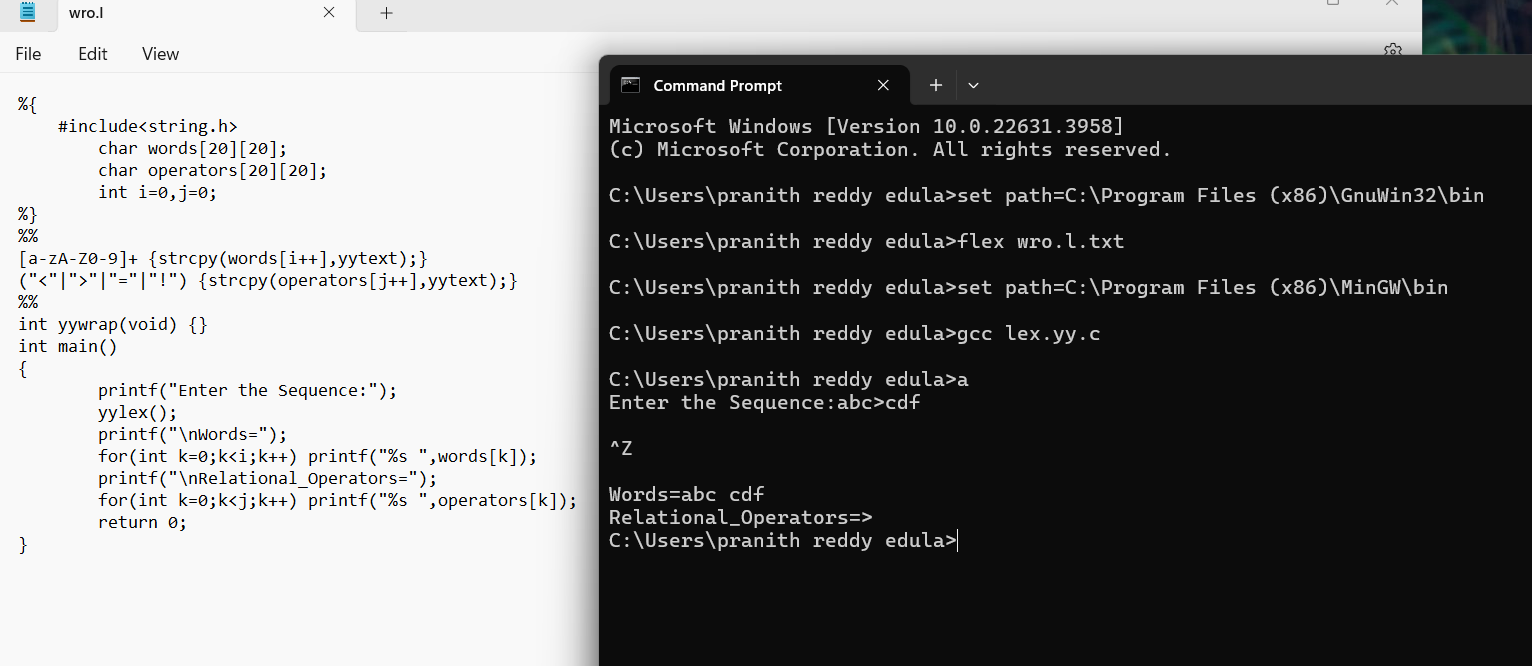 wro.l
File Edit View
%{
#include<string.h>
char words[20][20];
char operators[20][20];
int i=0,j=0;
%}
%%
[a-zA-Z0-9]+ {strcpy(words[i++],yytext);}
("<"|">"|"="|"!") {strcpy(operators[j++],yytext);}
%%
int yywrap(void) {}
int main()
{
printf("Enter the Sequence:");
yylex();
printf("\nWords=");
for(int k=0;k<i;k++) printf("%s ",words[k]);
printf("\nRelational_Operators=");
for(int k=0;k<j;k++) printf("%s ",operators[k]);
return 0;
}
Command Prompt
Microsoft Windows [Version 10.0.22631.3958]
(c) Microsoft Corporation. All rights reserved.
C:\Users\pranith reddy edula>set path=C:\Program Files (x86)\GnuWin32\bin
C:\Users\pranith reddy edula>flex wro.l.txt
C:\Users\pranith reddy edula>set path=C:\Program Files (x86)\MinGW\bin
C:\Users\pranith reddy edula>gcc lex.yy.c
C:\Users\pranith reddy edula>a
Enter the Sequence:abc>cdf
^Z
Words=abc cdf
Relational_Operators=>
C:\Users\pranith reddy edula>